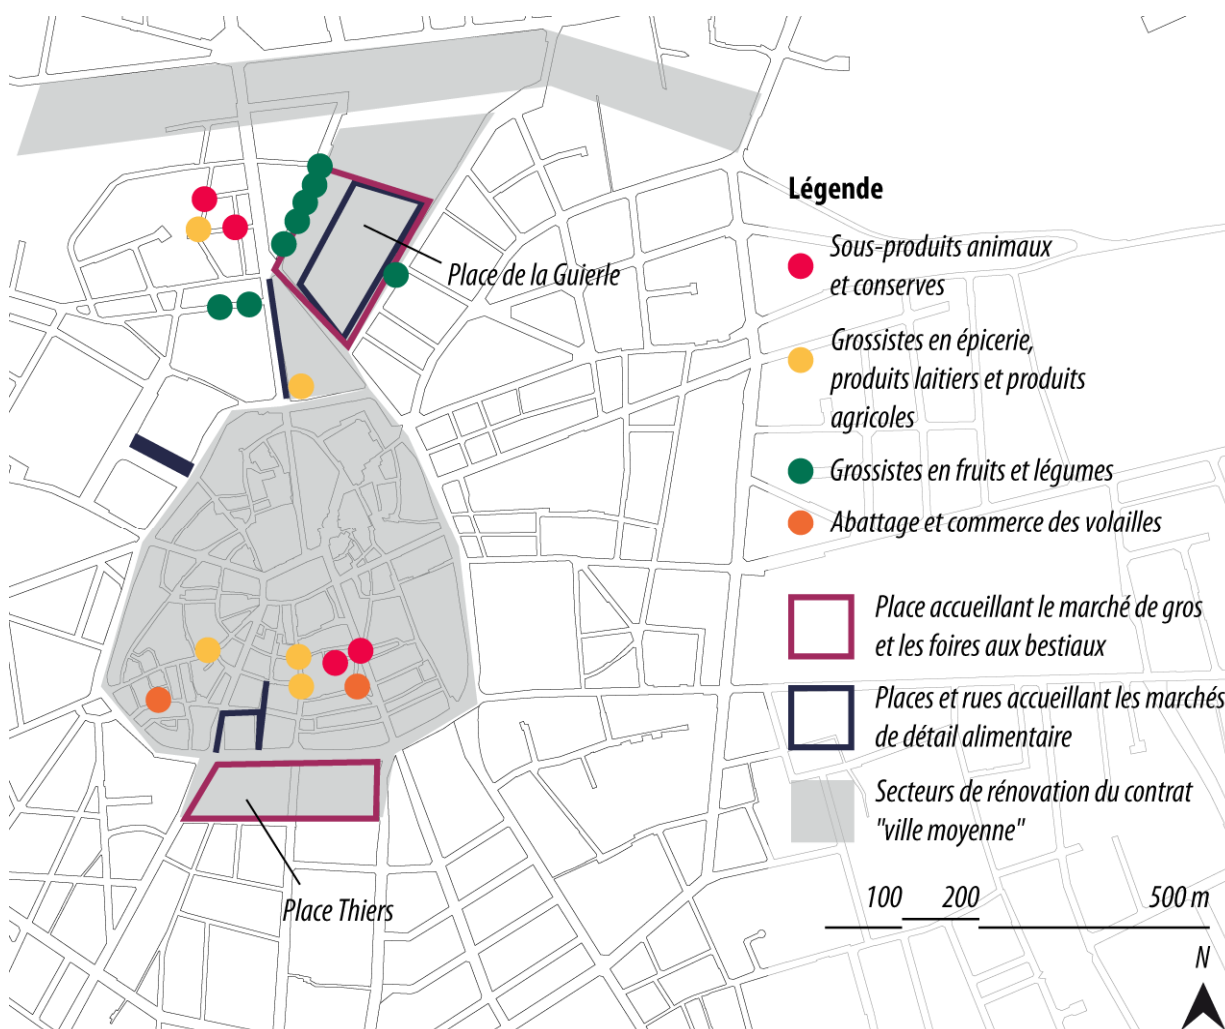 Légende
Sous-produits animaux
et conserves
Place de la Guierle
Grossistes en épicerie,
produits laitiers et produits
agricoles
Grossistes en fruits et légumes
Abattage et commerce des volailles
Place accueillant le marché de gros
et les foires aux bestiaux
Places et rues accueillant les marchés
de détail alimentaire
Secteurs de rénovation du contrat
"ville moyenne"
Place Thiers
100 200 500 m
N